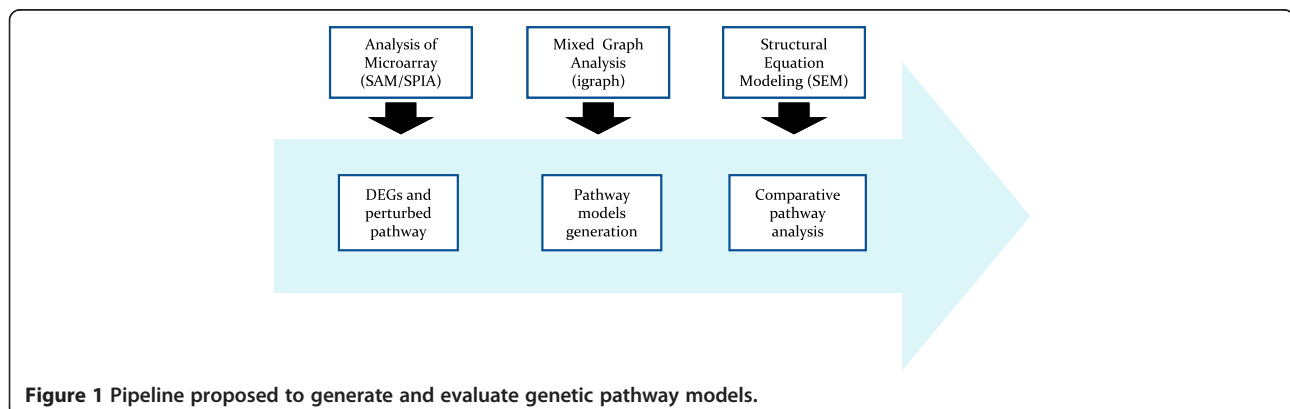 Analysis of
Microarray
(SAM/SPIA)
Mixed Graph
Analysis
(igraph)
Structural
Equation
Modeling (SEM)
DEGs and
perturbed
pathway
Pathway
models
generation
Comparative
pathway
analysis
Figure 1 Pipeline proposed to generate and evaluate genetic pathway models.